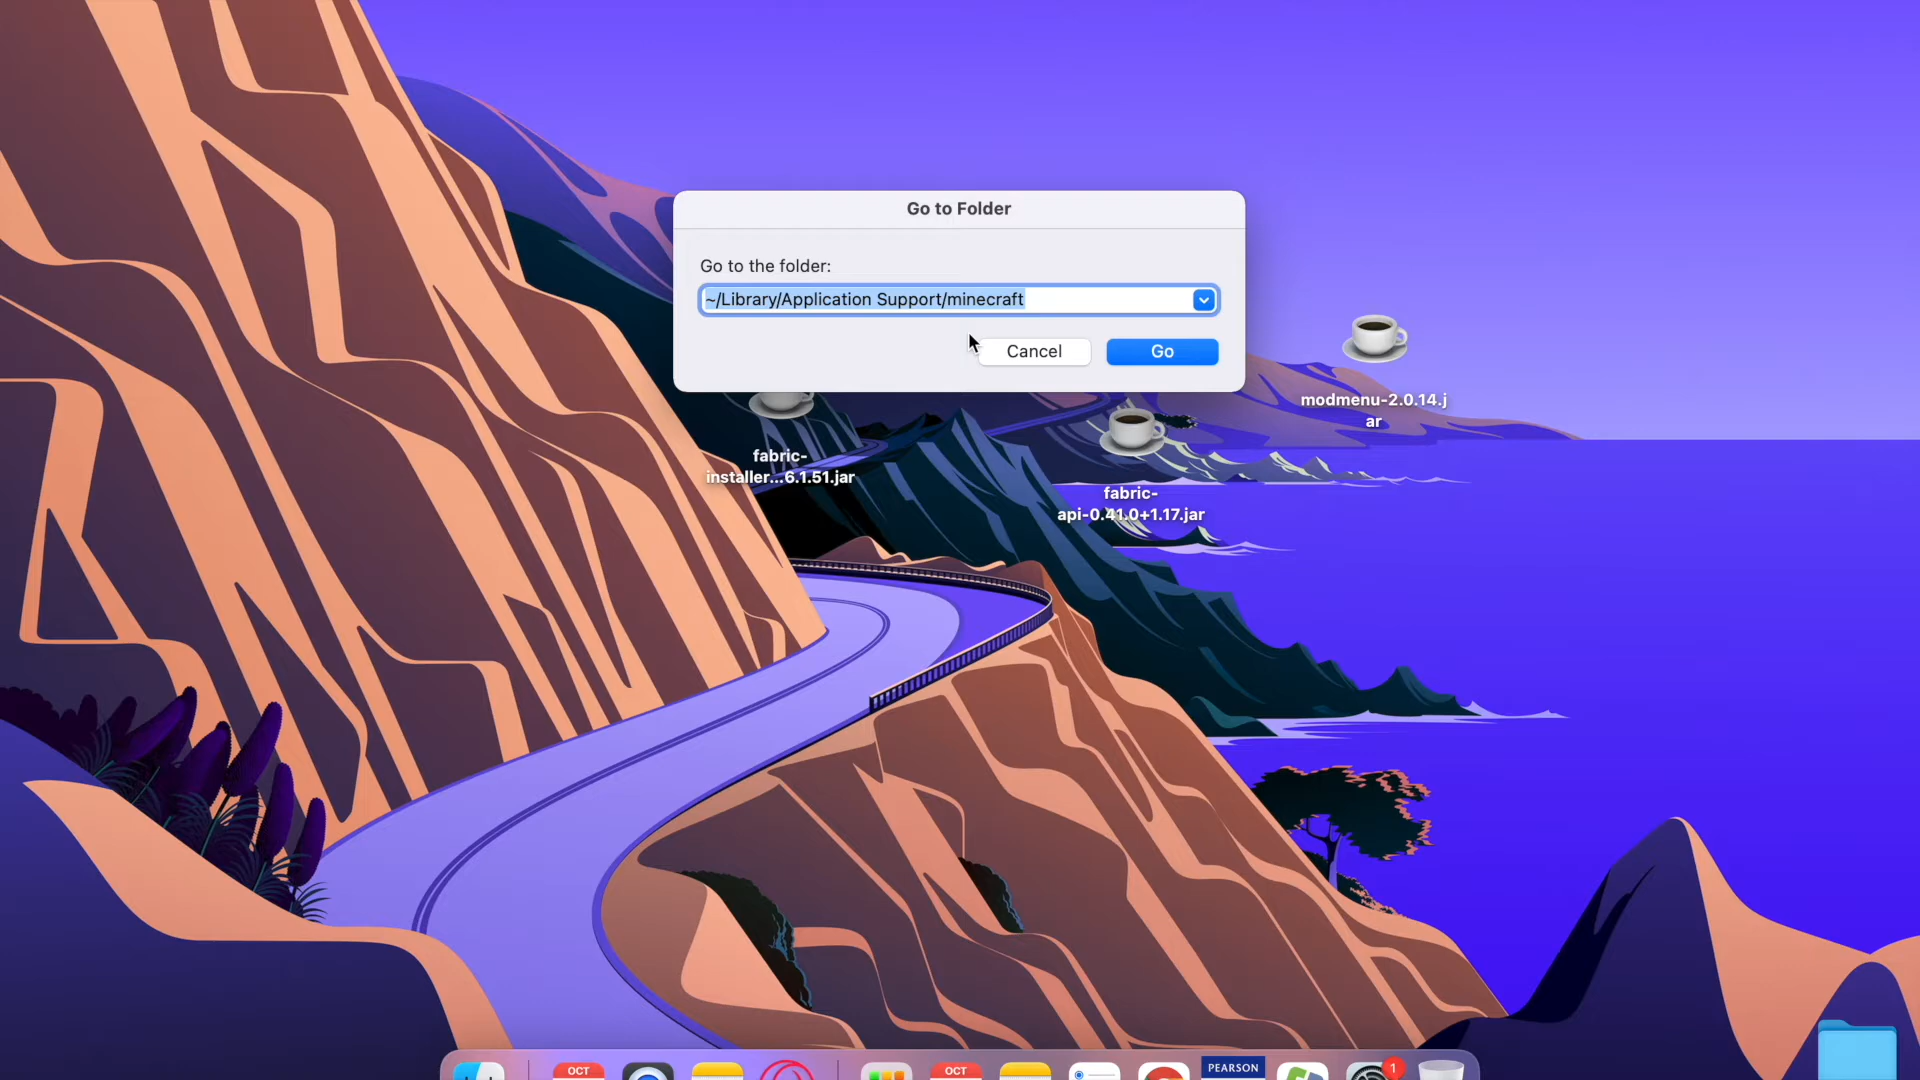 Go to Folder
Go to the folder:
~/Library/Application Support/minecraft
Cancel
Go
modmenu-2.0.14.j
ar
fabric-
installer...6.1.51.jar
fabric-
api-0.41.0+1.17.jar
OCT
OCT
PEARSON
1